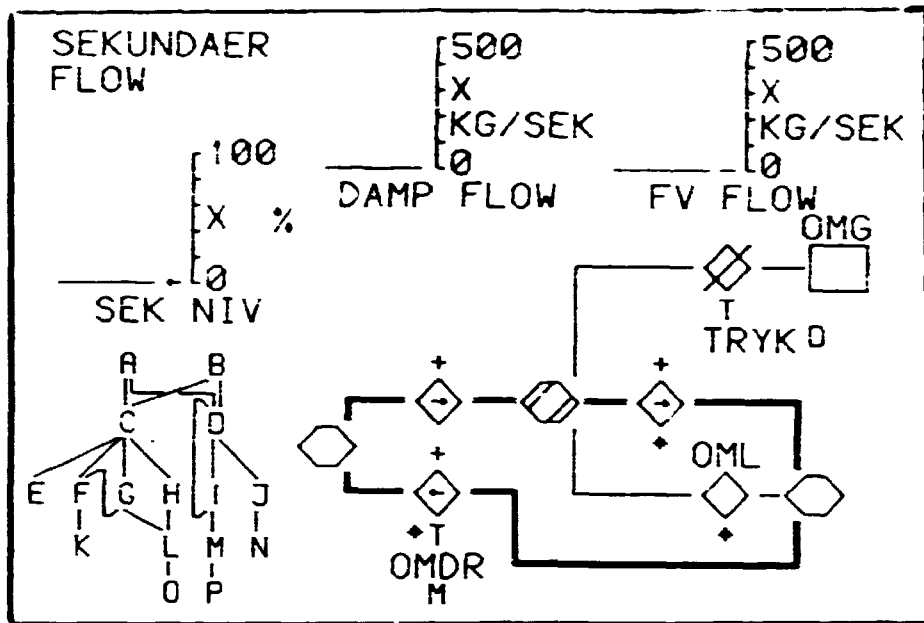 SEKUNDAER
FLOW
500
X
KG/SEK
0
DAMP FLOW
500
X
KG/SEK
0
FV FLOW
100
X %
0
SEK NIV
OMG
T
TRYK D
A B
C D
E F G H I J
K L M N
O P
+
+
+
OML
T
OMDR
M